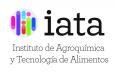 iata
Instituto de Agroquímica
y Tecnología de Alimentos